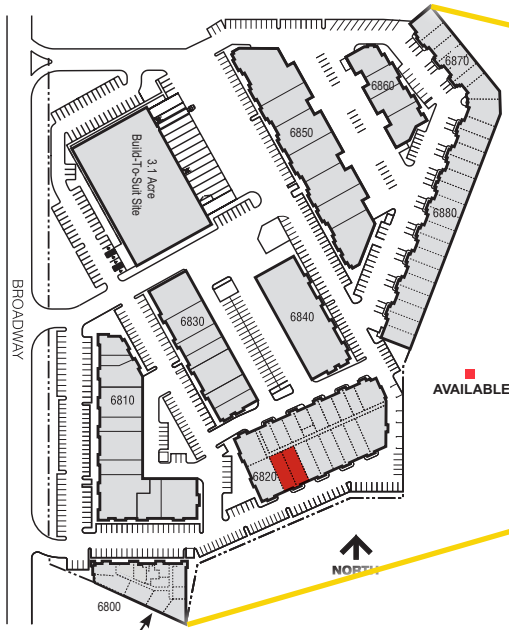 6870
6860
6850
3.1 Acre
Build-To-Suit Site
6880
BROADWAY
6830
6840
AVAILABLE
6810
6820
NORTH
6800